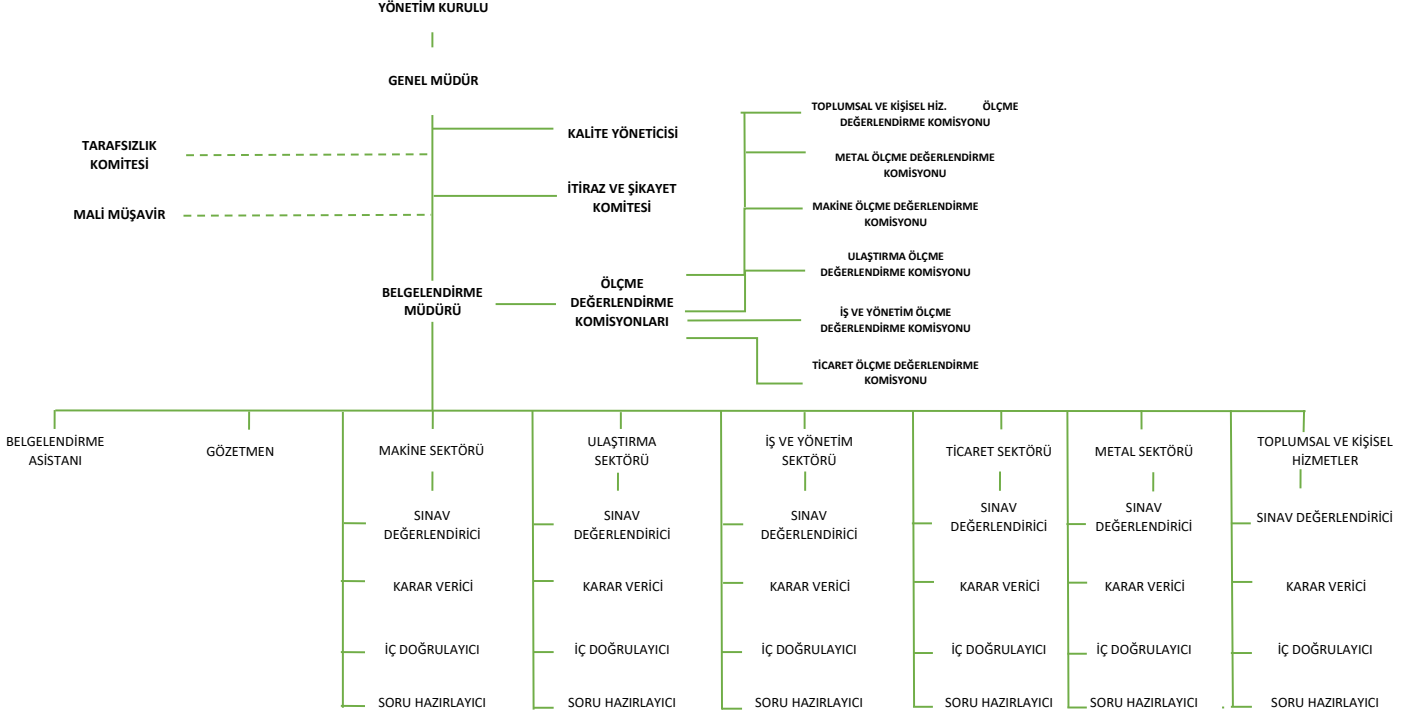 YÖNETİM KURULU
GENEL MÜDÜR
TARAFSIZLIK
KOMİTESİ
MALİ MÜŞAVİR
KALİTE YÖNETİCİSİ
İTİRAZ VE ŞİKAYET
KOMİTESİ
BELGELENDİRME
MÜDÜRÜ
ÖLÇME
DEĞERLENDİRME
KOMİSYONLARI
TOPLUMSAL VE KİŞİSEL HİZ. ÖLÇME
DEĞERLENDİRME KOMİSYONU
METAL ÖLÇME DEĞERLENDİRME
KOMİSYONU
MAKİNE ÖLÇME DEĞERLENDİRME
KOMİSYONU
ULAŞTIRMA ÖLÇME
DEĞERLENDİRME KOMİSYONU
İŞ VE YÖNETİM ÖLÇME
DEĞERLENDİRME KOMİSYONU
TİCARET ÖLÇME DEĞERLENDİRME
KOMİSYONU
BELGELENDİRME
ASİSTANI
GÖZETMEN
MAKİNE SEKTÖRÜ
SINAV
DEĞERLENDİRİCİ
KARAR VERİCİ
İÇ DOĞRULAYICI
SORU HAZIRLAYICI
ULAŞTIRMA
SEKTÖRÜ
SINAV
DEĞERLENDİRİCİ
KARAR VERİCİ
İÇ DOĞRULAYICI
SORU HAZIRLAYICI
İŞ VE YÖNETİM
SEKTÖRÜ
SINAV
DEĞERLENDİRİCİ
KARAR VERİCİ
İÇ DOĞRULAYICI
SORU HAZIRLAYICI
TİCARET SEKTÖRÜ
SINAV
DEĞERLENDİRİCİ
KARAR VERİCİ
İÇ DOĞRULAYICI
SORU HAZIRLAYICI
METAL SEKTÖRÜ
SINAV
DEĞERLENDİRİCİ
KARAR VERİCİ
İÇ DOĞRULAYICI
SORU HAZIRLAYICI
TOPLUMSAL VE KİŞİSEL
HİZMETLER
SINAV DEĞERLENDİRİCİ
KARAR VERİCİ
İÇ DOĞRULAYICI
SORU HAZIRLAYICI